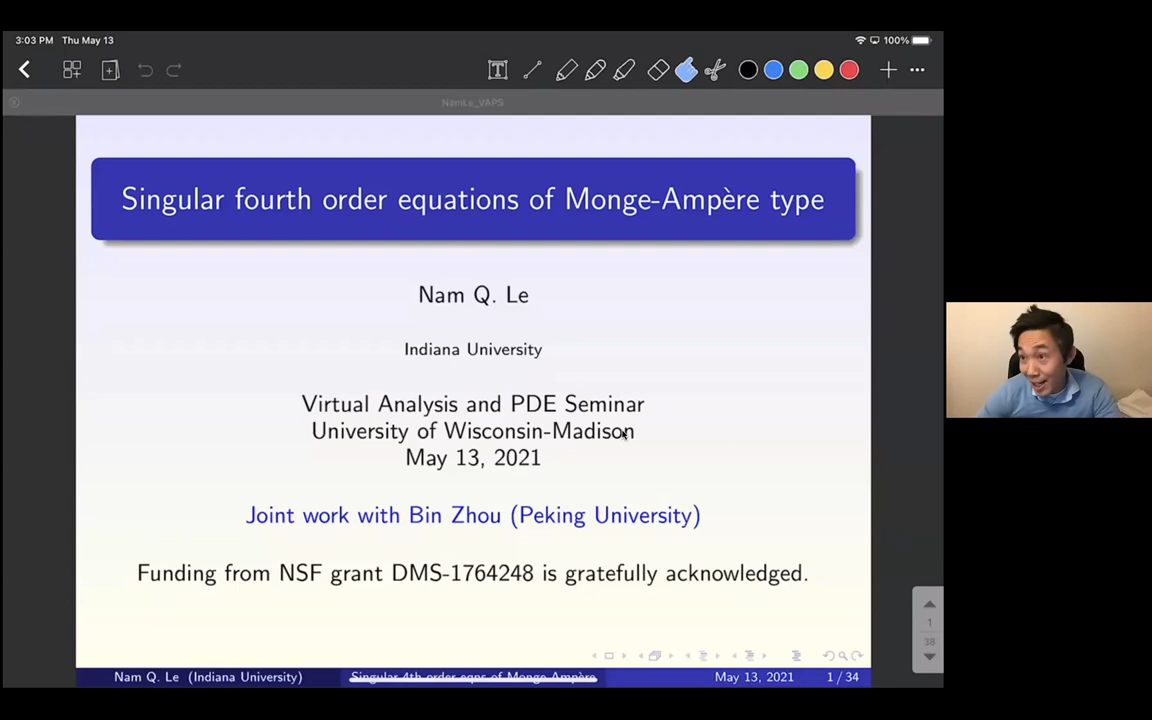 3:03 PM Thu May 13
100%
NamLe_VAPS
Singular fourth order equations of Monge-Ampère type
Nam Q. Le
Indiana University
Virtual Analysis and PDE Seminar
University of Wisconsin-Madison
May 13, 2021
Joint work with Bin Zhou (Peking University)
Funding from NSF grant DMS-1764248 is gratefully acknowledged.
1
38
Nam Q. Le (Indiana University)
Singular 4th order eqns of Monge-Ampère
May 13, 2021
1 / 34